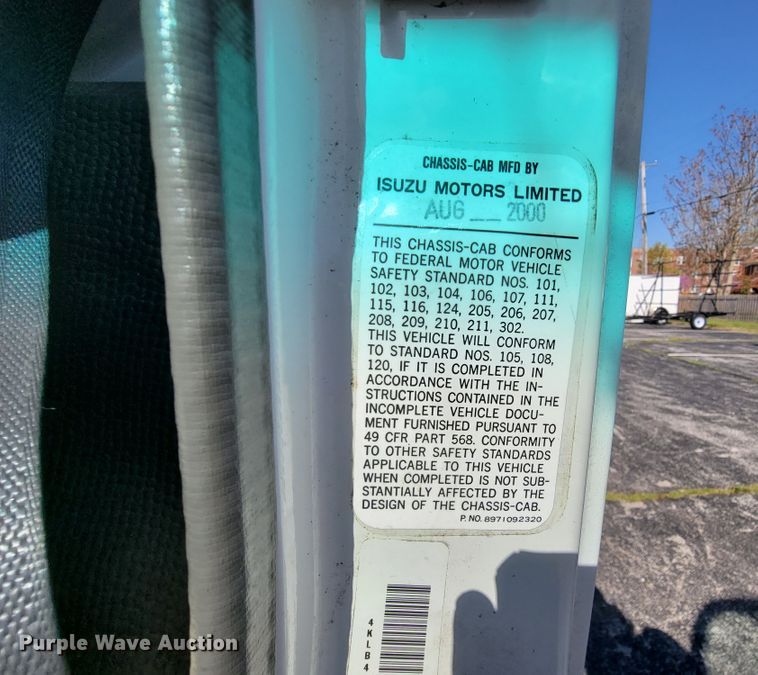 CHASSIS-CAB MFD BY
ISUZU MOTORS LIMITED
AUG __ 2000
THIS CHASSIS-CAB CONFORMS
TO FEDERAL MOTOR VEHICLE
SAFETY STANDARD NOS. 101,
102, 103, 104, 106, 107, 111,
115, 116, 124, 205, 206, 207,
208, 209, 210, 211, 302.
THIS VEHICLE WILL CONFORM
TO STANDARD NOS. 105, 108,
120, IF IT IS COMPLETED IN
ACCORDANCE WITH THE IN-
STRUCTIONS CONTAINED IN THE
INCOMPLETE VEHICLE DOCU-
MENT FURNISHED PURSUANT TO
49 CFR PART 568. CONFORMITY
TO OTHER SAFETY STANDARDS
APPLICABLE TO THIS VEHICLE
WHEN COMPLETED IS NOT SUB-
STANTIALLY AFFECTED BY THE
DESIGN OF THE CHASSIS-CAB.
P. NO. 8971092320
4KLB4
Purple Wave Auction